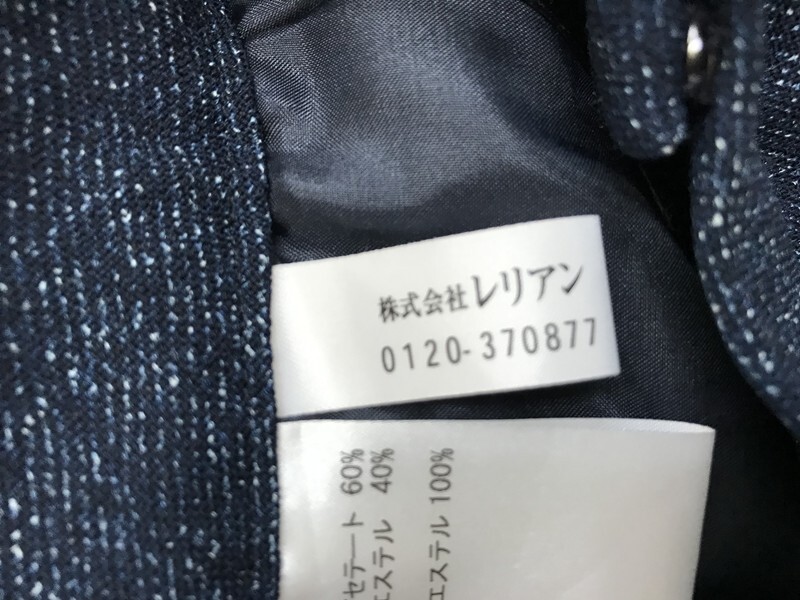 株式会社レリアン
0120-370877
セテート 60%
エステル 40%
エステル 100%